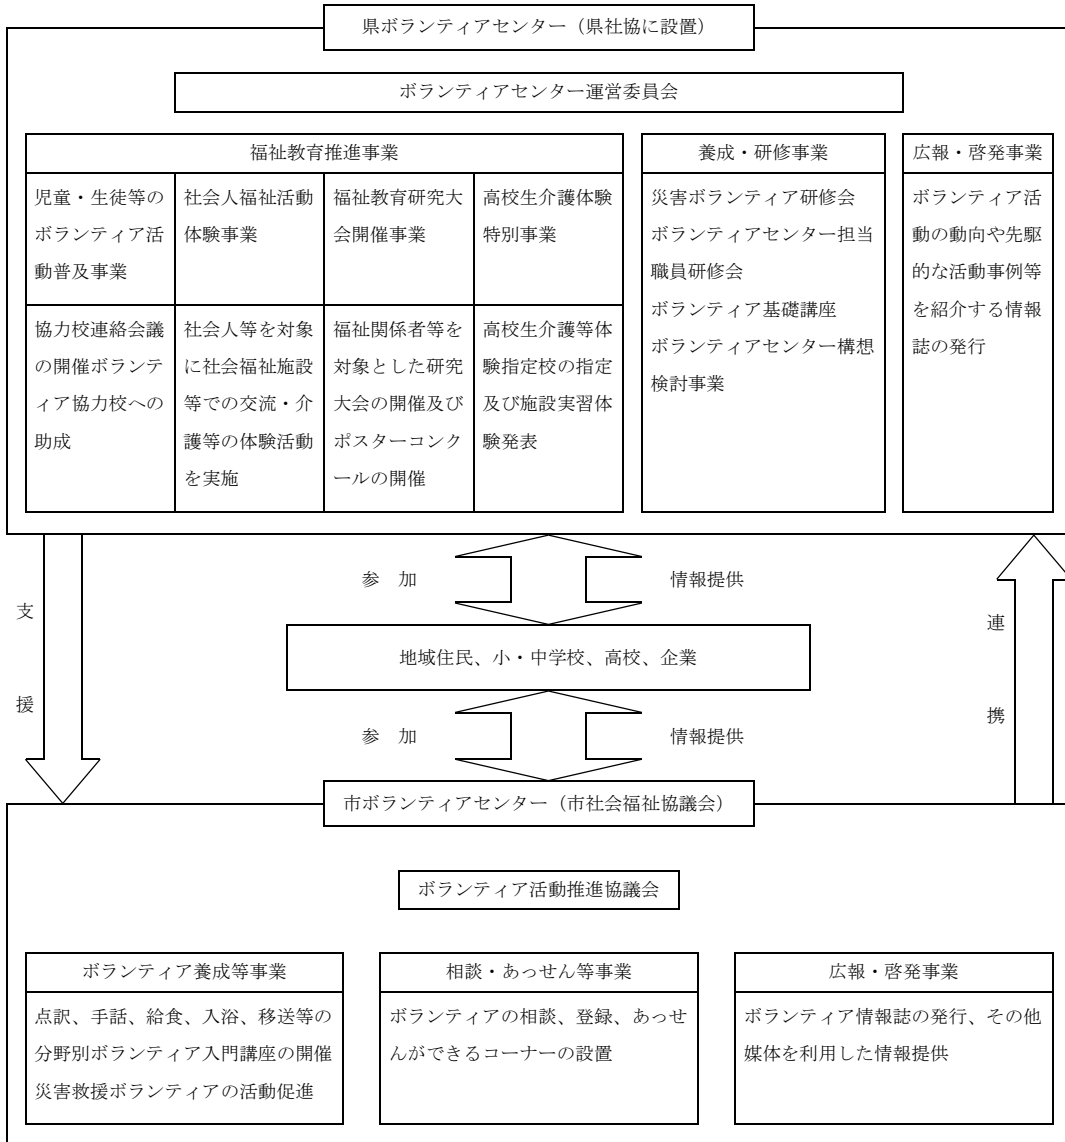 県ボランティアセンター（県社協に設置）
ボランティアセンター運営委員会
福祉教育推進事業
児童・生徒等の
ボランティア活
動普及事業
社会人福祉活動
体験事業
福祉教育研究大
会開催事業
高校生介護体験
特別事業
協力校連絡会議
の開催ボランテ
ィア協力校への
助成
社会人等を対象
に社会福祉施設
等での交流・介
護等の体験活動
を実施
福祉関係者等を
対象とした研究
大会の開催及び
ポスターコンク
ールの開催
高校生介護等体
験指定校の指定
及び施設実習体
験発表
養成・研修事業
災害ボランティア研修会
ボランティアセンター担当
職員研修会
ボランティア基礎講座
ボランティアセンター構想
検討事業
広報・啓発事業
ボランティア活
動の動向や先駆
的な活動事例等
を紹介する情報
誌の発行
支
援
参　加
情報提供
地域住民、小・中学校、高校、企業
参　加
情報提供
連
携
市ボランティアセンター（市社会福祉協議会）
ボランティア活動推進協議会
ボランティア養成等事業
点訳、手話、給食、入浴、移送等の
分野別ボランティア入門講座の開催
災害救援ボランティアの活動促進
相談・あっせん等事業
ボランティアの相談、登録、あっせ
んができるコーナーの設置
広報・啓発事業
ボランティア情報誌の発行、その他
媒体を利用した情報提供